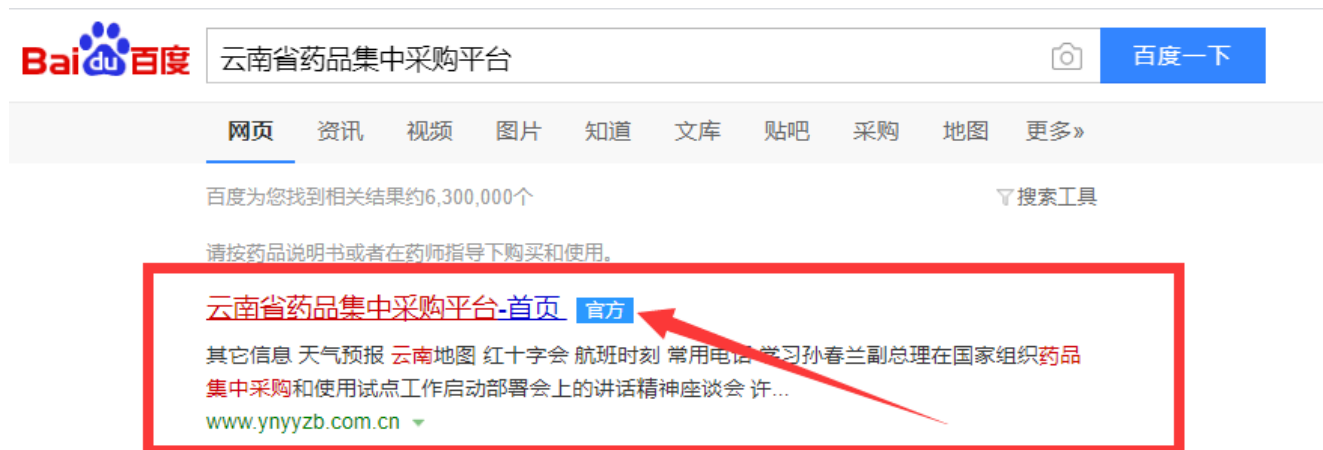 Bai du 百度 云南省药品集中采购平台 百度一下
网页 资讯 视频 图片 知道 文库 贴吧 采购 地图 更多»
百度为您找到相关结果约6,300,000个 搜索工具
请按药品说明书或者在药师指导下购买和使用。
云南省药品集中采购平台-首页 官方
其它信息 天气预报 云南地图 红十字会 航班时刻 常用电话 学习孙春兰副总理在国家组织药品
集中采购和使用试点工作启动部署会上的讲话精神座谈会 许...
www.ynyyzb.com.cn